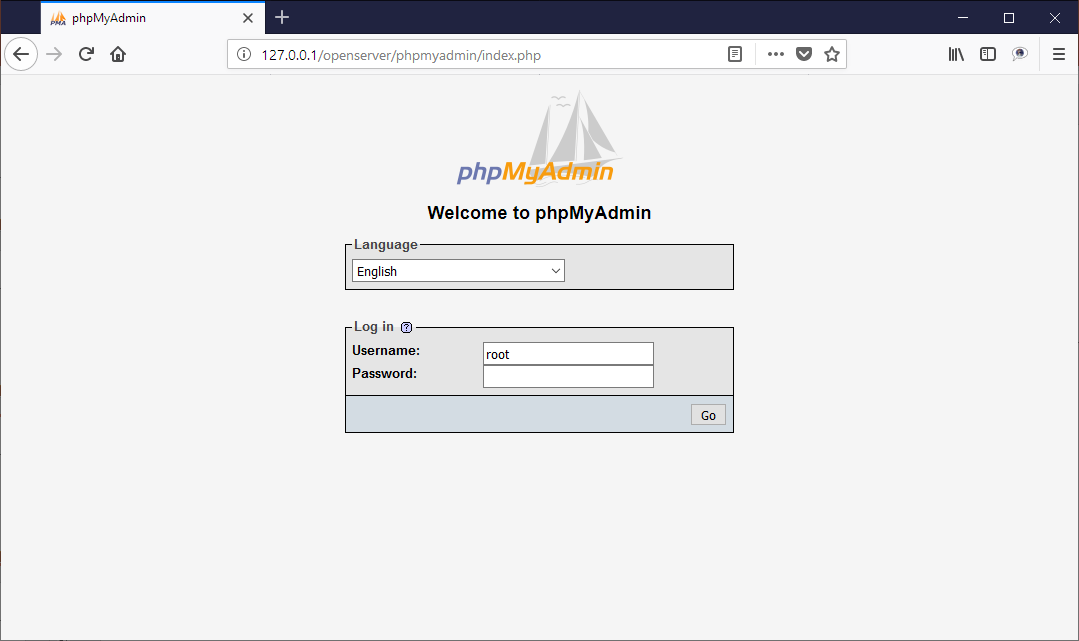 phpMyAdmin
127.0.0.1/openserver/phpmyadmin/index.php
phpMyAdmin
Welcome to phpMyAdmin
Language
English
Log in
Username: root
Password:
Go